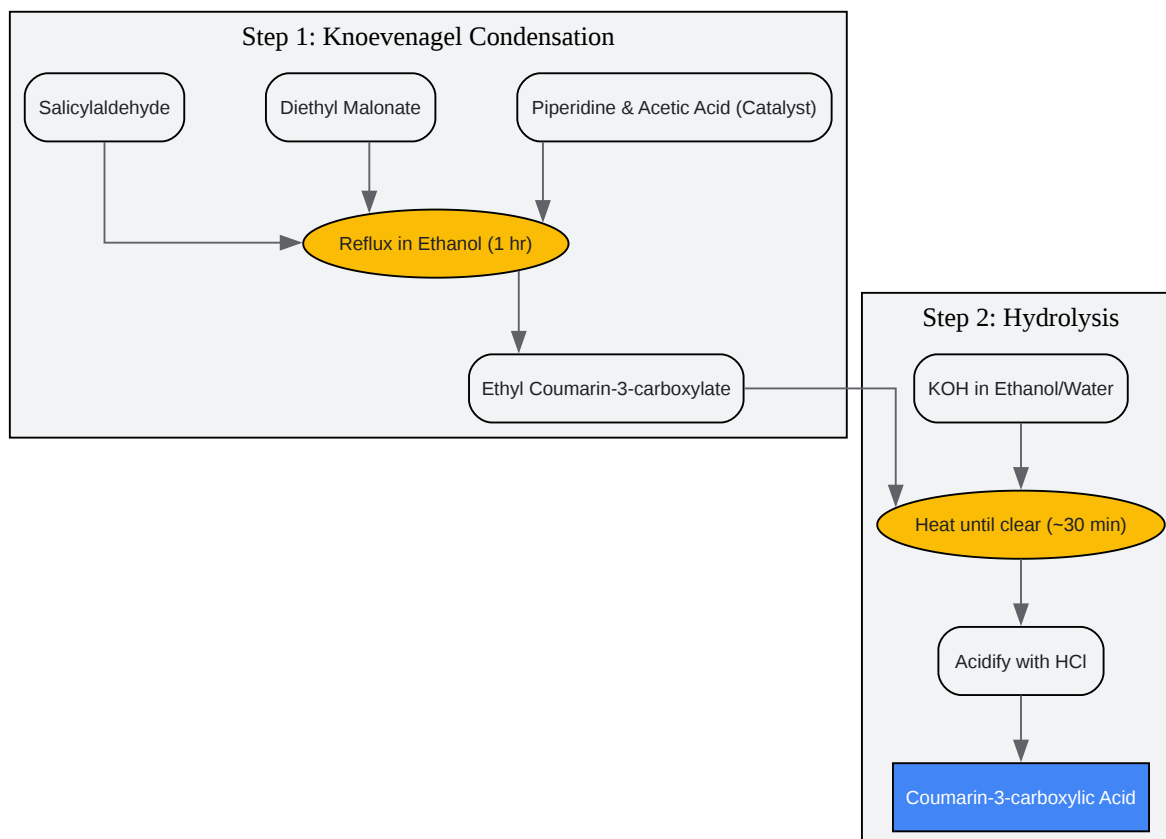 Step 1: Knoevenagel Condensation
Salicylaldehyde
Diethyl Malonate
Piperidine & Acetic Acid (Catalyst)
Reflux in Ethanol (1 hr)
Ethyl Coumarin-3-carboxylate
Step 2: Hydrolysis
KOH in Ethanol/Water
Heat until clear (~30 min)
Acidify with HCl
Coumarin-3-carboxylic Acid